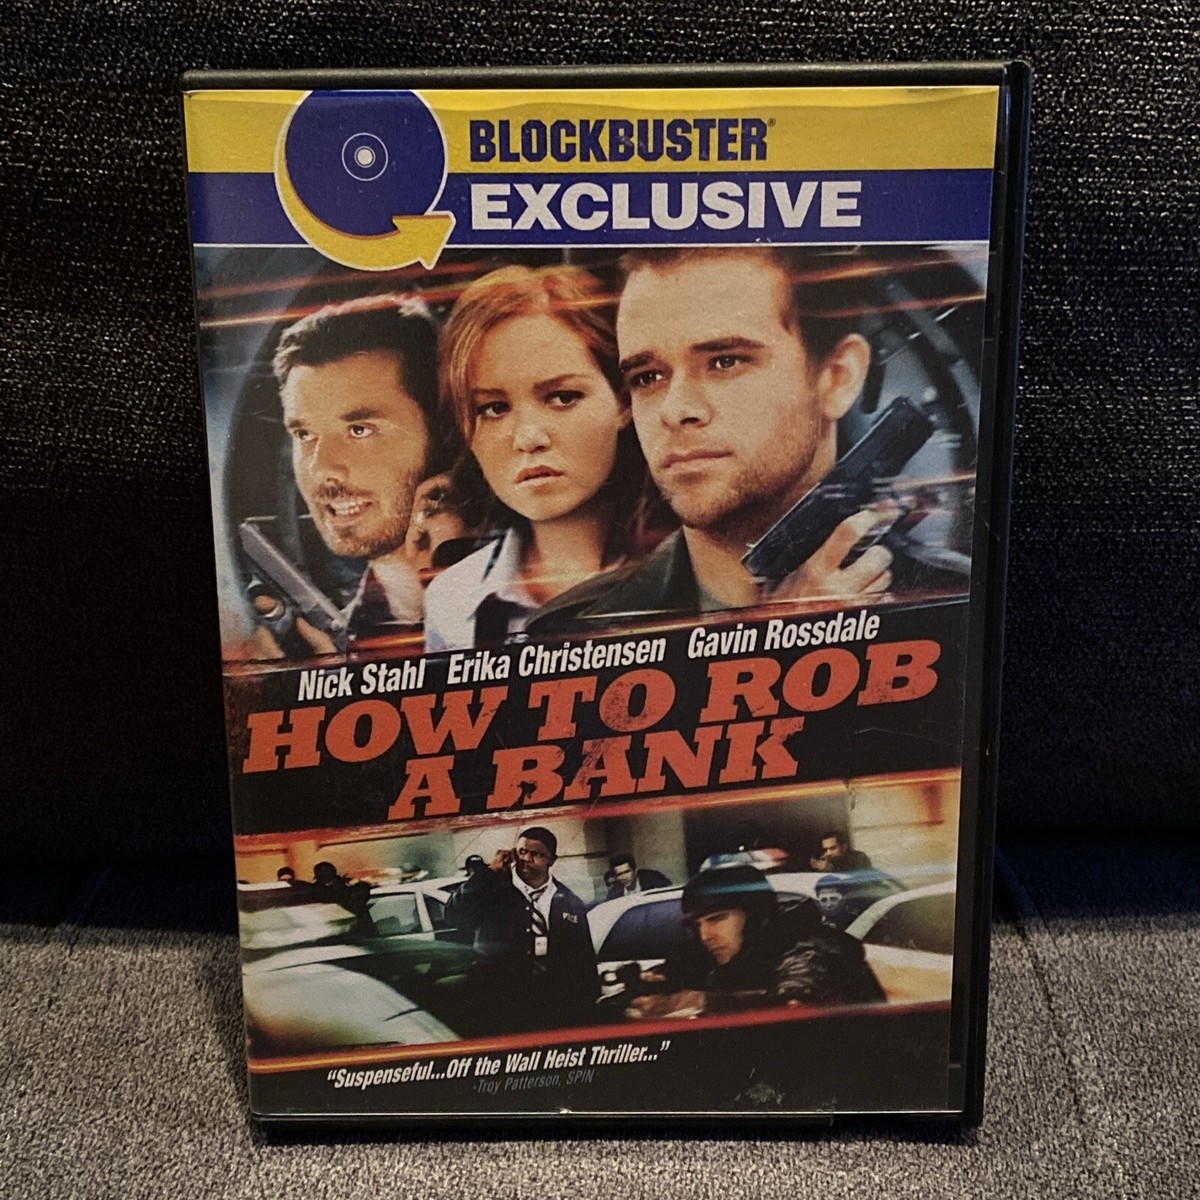 BLOCKBUSTER®
EXCLUSIVE
Nick Stahl Erika Christensen Gavin Rossdale
HOW TO ROB
A BANK
"Suspenseful...Off the Wall Heist Thriller..."
-Troy Patterson, SPIN